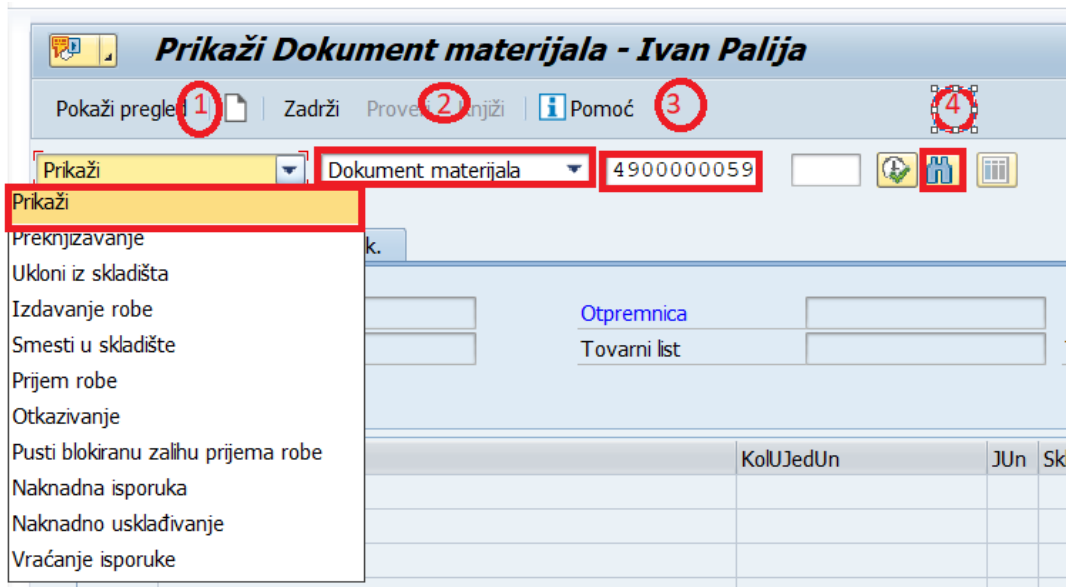 Prikaži Dokument materijala - Ivan Palija
Pokaži pregled 1 Zadrži 2 Knjiži Pomoć 3 4
Prikaži Dokument materijala 4900000059
Prikaži
Preknjižavanje k.
Ukloni iz skladišta
Izdavanje robe Otpremnica
Smesti u skladište Tovarni list
Prijem robe
Otkazivanje
Pusti blokiranu zalihu prijema robe KolUJedUn JUn Sk
Naknadna isporuka
Naknadno usklađivanje
Vraćanje isporuke